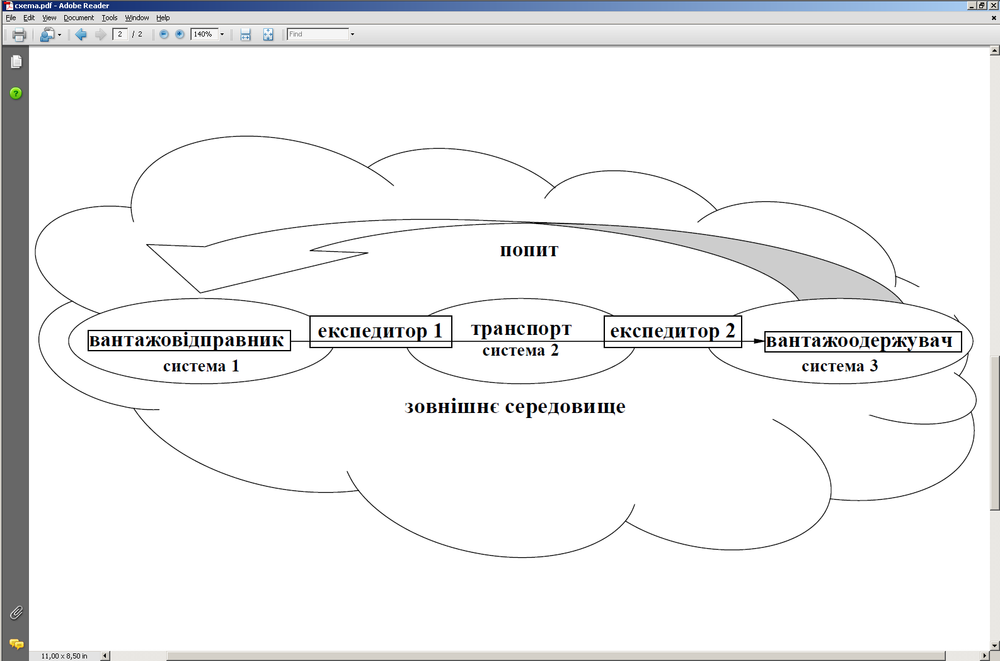 схема.pdf - Adobe Reader
File Edit View Document Tools Window Help
2 / 2 140% Find
попит
експедитор 1 транспорт експедитор 2
вантажовідправник система 2 вантажоодержувач
система 1 система 3
зовнішнє середовище
11,00 x 8,50 in